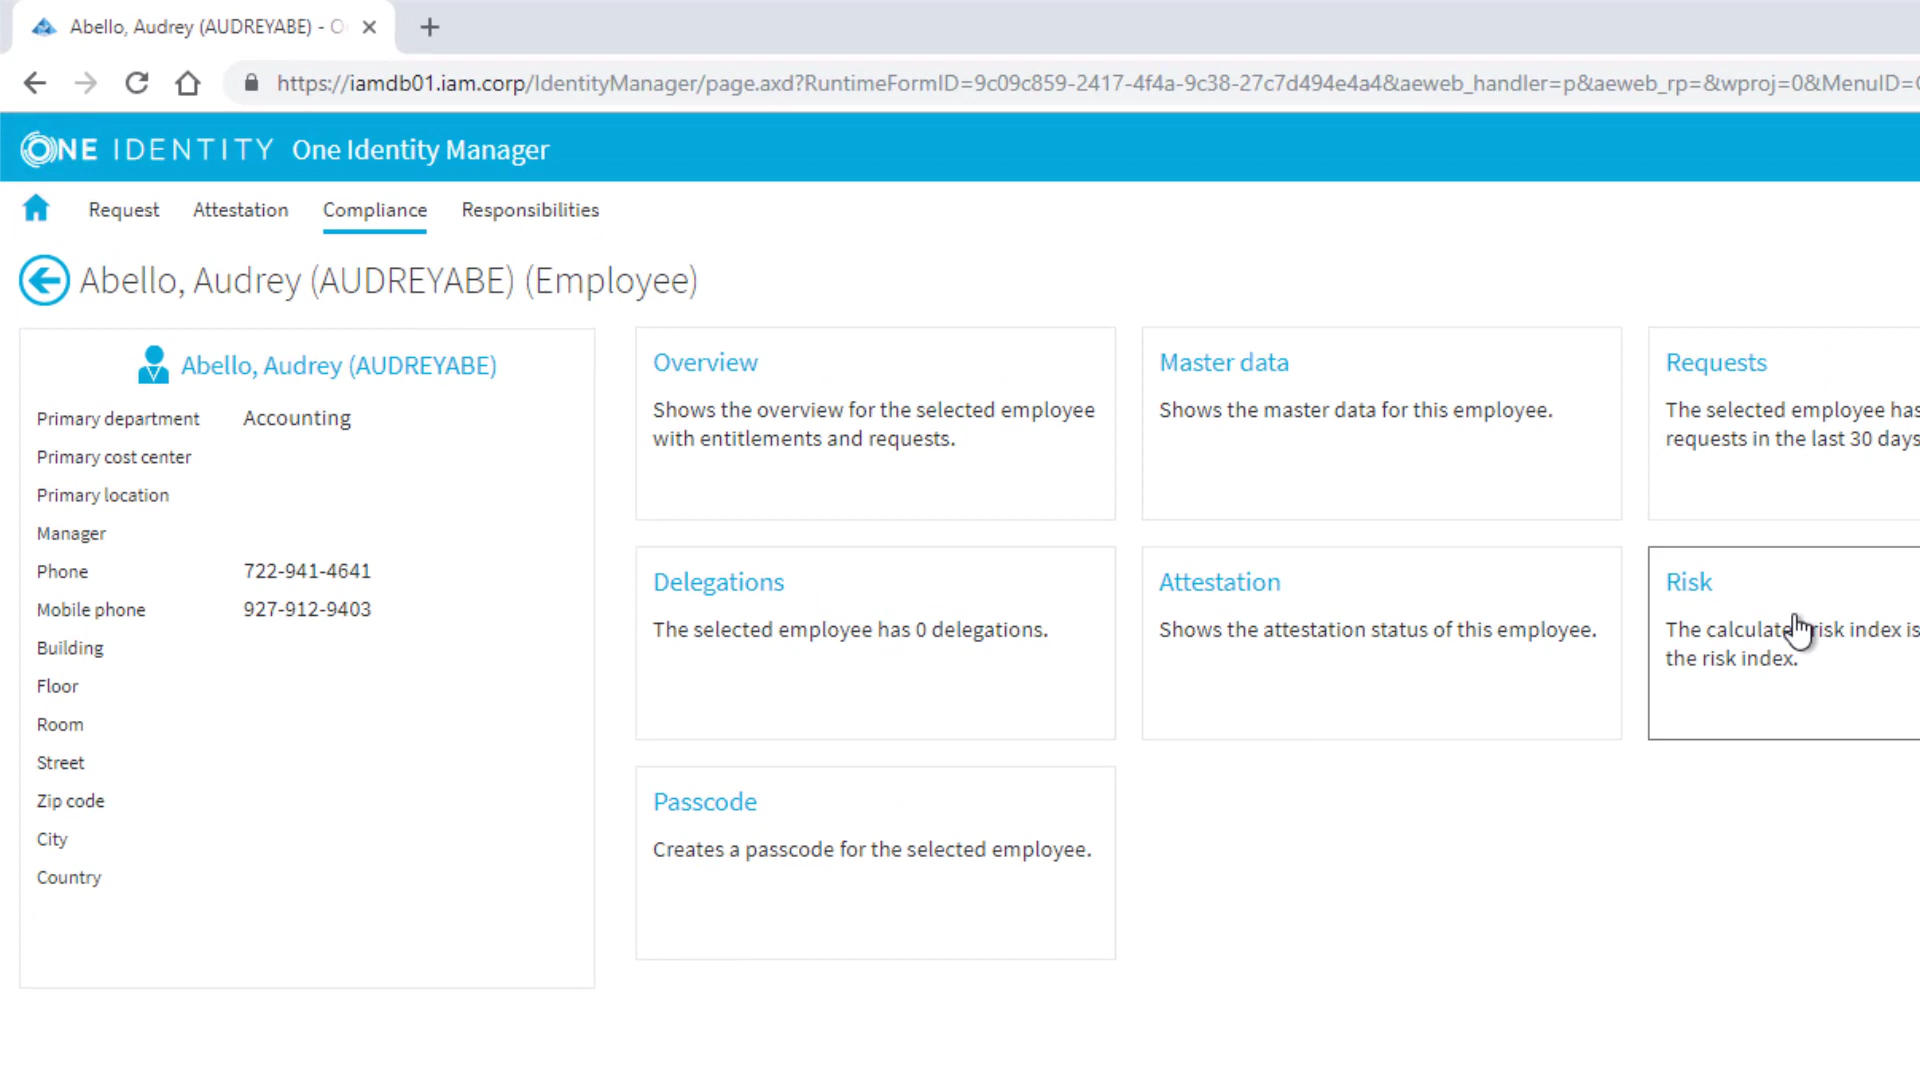 Abello, Audrey (AUDREYABE) - O
https://iamdb01.iam.corp/IdentityManager/page.axd?RuntimeFormID=9c09c859-2417-4f4a-9c38-27c7d494e4a4&aeweb_handler=p&aeweb_rp=&wproj=0&MenuID=
ONE IDENTITY One Identity Manager
Request Attestation Compliance Responsibilities
Abello, Audrey (AUDREYABE) (Employee)
Abello, Audrey (AUDREYABE)
Primary department Accounting
Primary cost center
Primary location
Manager
Phone 722-941-4641
Mobile phone 927-912-9403
Building
Floor
Room
Street
Zip code
City
Country
Overview
Shows the overview for the selected employee
with entitlements and requests.
Master data
Shows the master data for this employee.
Requests
The selected employee has
requests in the last 30 days
Delegations
The selected employee has 0 delegations.
Attestation
Shows the attestation status of this employee.
Risk
The risk index is
the risk index.
Passcode
Creates a passcode for the selected employee.